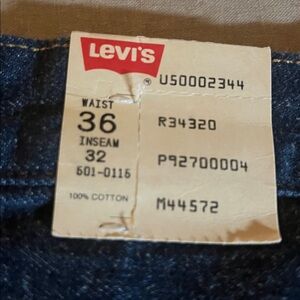 LEVI'S
® U50002344
WAIST
36
R34320
INSEAM
32
P92700004
501-0115
100% COTTON
M44572